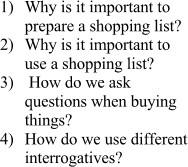 1) Why is it important to
prepare a shopping list?
2) Why is it important to
use a shopping list?
3) How do we ask
questions when buying
things?
4) How do we use different
interrogatives?